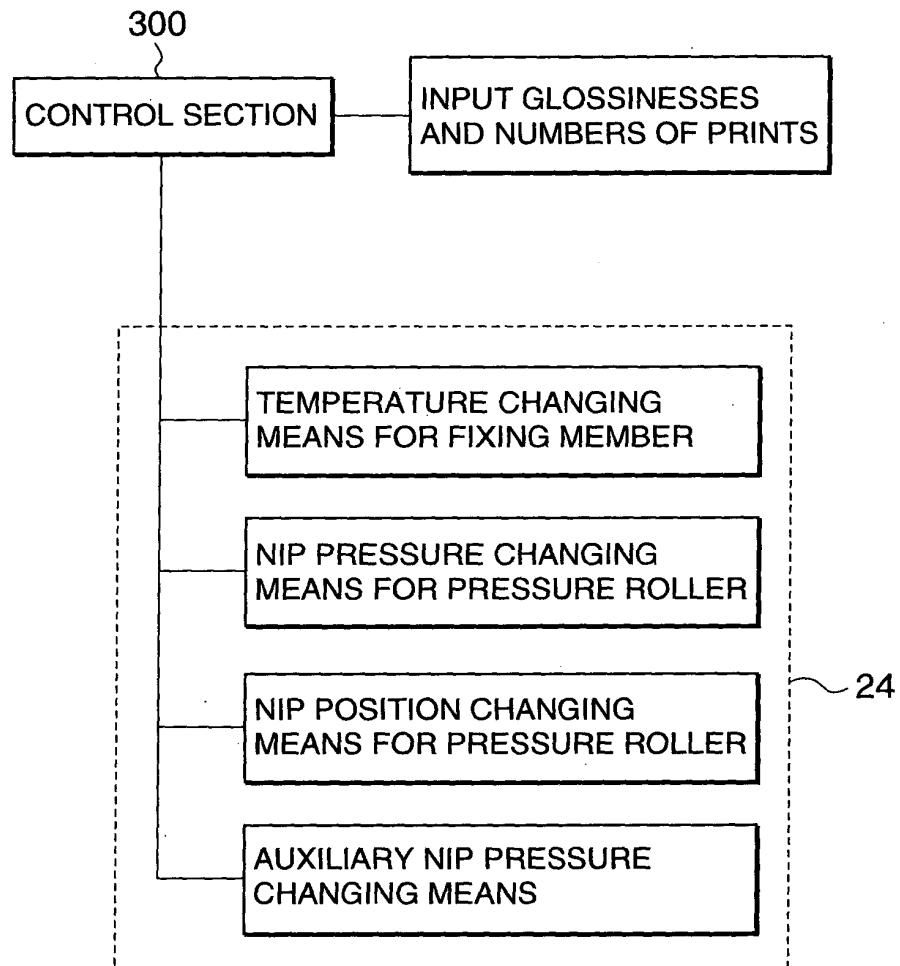 300
CONTROL SECTION
INPUT GLOSSINESSES
AND NUMBERS OF PRINTS
TEMPERATURE CHANGING
MEANS FOR FIXING MEMBER
NIP PRESSURE CHANGING
MEANS FOR PRESSURE ROLLER
NIP POSITION CHANGING
MEANS FOR PRESSURE ROLLER
24
AUXILIARY NIP PRESSURE
CHANGING MEANS